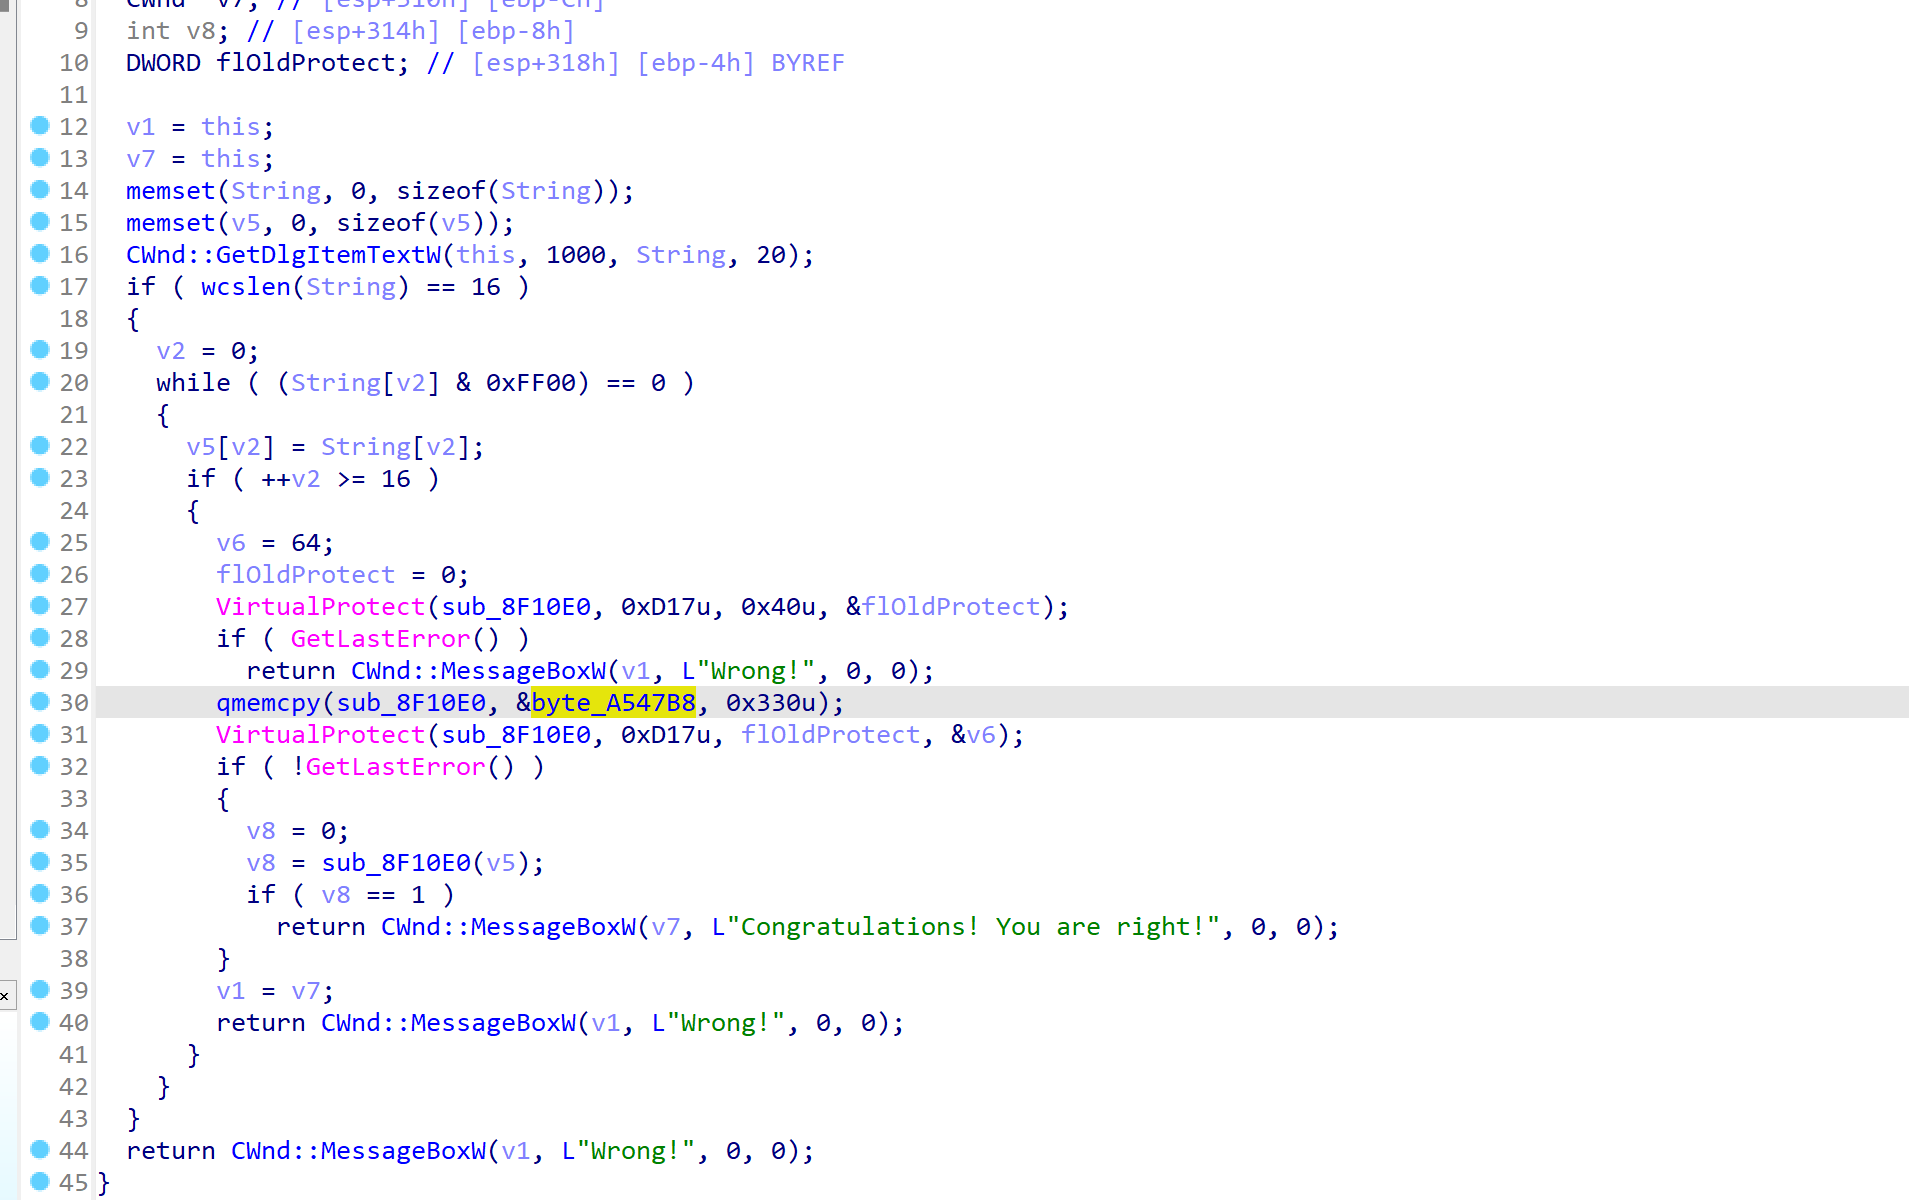 8 CWnd *v7; // [esp+310h] [ebp-Ch]
9 int v8; // [esp+314h] [ebp-8h]
10 DWORD flOldProtect; // [esp+318h] [ebp-4h] BYREF
11
12 v1 = this;
13 v7 = this;
14 memset(String, 0, sizeof(String));
15 memset(v5, 0, sizeof(v5));
16 CWnd::GetDlgItemTextW(this, 1000, String, 20);
17 if ( wcslen(String) == 16 )
18 {
19 v2 = 0;
20 while ( (String[v2] & 0xFF00) == 0 )
21 {
22 v5[v2] = String[v2];
23 if ( ++v2 >= 16 )
24 {
25 v6 = 64;
26 flOldProtect = 0;
27 VirtualProtect(sub_8F10E0, 0xD17u, 0x40u, &flOldProtect);
28 if ( GetLastError() )
29 return CWnd::MessageBoxW(v1, L"Wrong!", 0, 0);
30 qmemcpy(sub_8F10E0, &byte_A547B8, 0x330u);
31 VirtualProtect(sub_8F10E0, 0xD17u, flOldProtect, &v6);
32 if ( !GetLastError() )
33 {
34 v8 = 0;
35 v8 = sub_8F10E0(v5);
36 if ( v8 == 1 )
37 return CWnd::MessageBoxW(v7, L"Congratulations! You are right!", 0, 0);
38 }
39 v1 = v7;
40 return CWnd::MessageBoxW(v1, L"Wrong!", 0, 0);
41 }
42 }
43 }
44 return CWnd::MessageBoxW(v1, L"Wrong!", 0, 0);
45 }